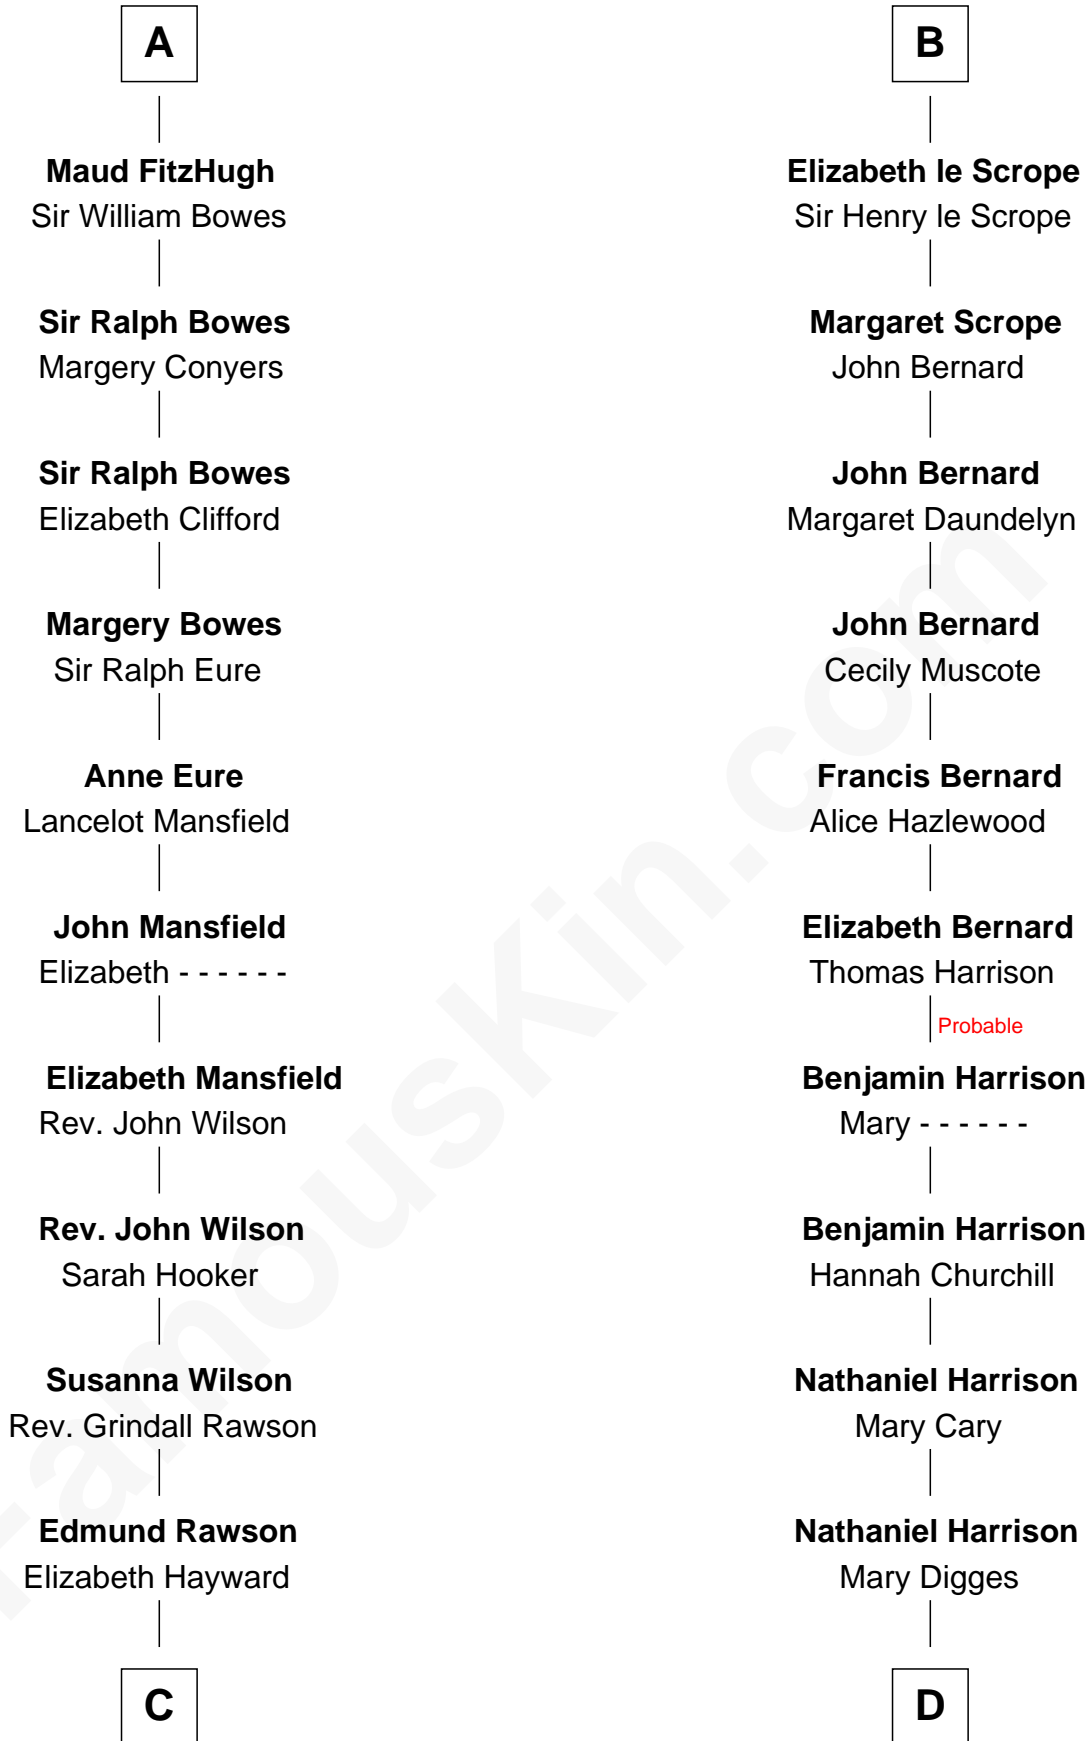 A
Maud FitzHugh
Sir William Bowes
Sir Ralph Bowes
Margery Conyers
Sir Ralph Bowes
Elizabeth Clifford
Margery Bowes
Sir Ralph Eure
Anne Eure
Lancelot Mansfield
John Mansfield
Elizabeth - - - - - -
Elizabeth Mansfield
Rev. John Wilson
Rev. John Wilson
Sarah Hooker
Susanna Wilson
Rev. Grindall Rawson
Edmund Rawson
Elizabeth Hayward
C
B
Elizabeth le Scrope
Sir Henry le Scrope
Margaret Scrope
John Bernard
John Bernard
Margaret Daundelyn
John Bernard
Cecily Muscote
Francis Bernard
Alice Hazlewood
Elizabeth Bernard
Thomas Harrison
Probable
Benjamin Harrison
Mary - - - - - -
Benjamin Harrison
Hannah Churchill
Nathaniel Harrison
Mary Cary
Nathaniel Harrison
Mary Digges
D
FamousKin.com